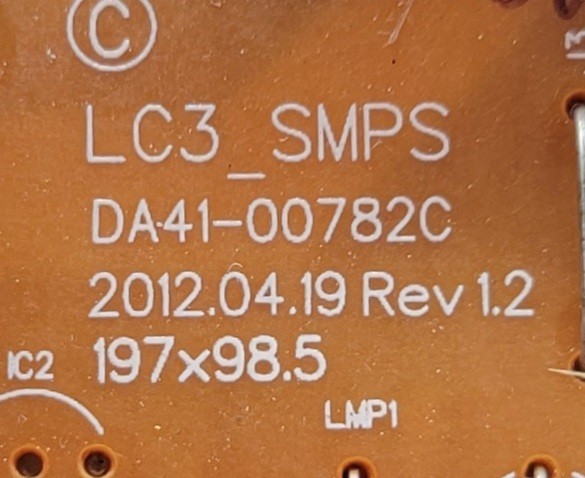 ©
LC3_SMPS
DA41-00782C
2012.04.19 Rev 1.2
197x98.5
IC2
LMP1